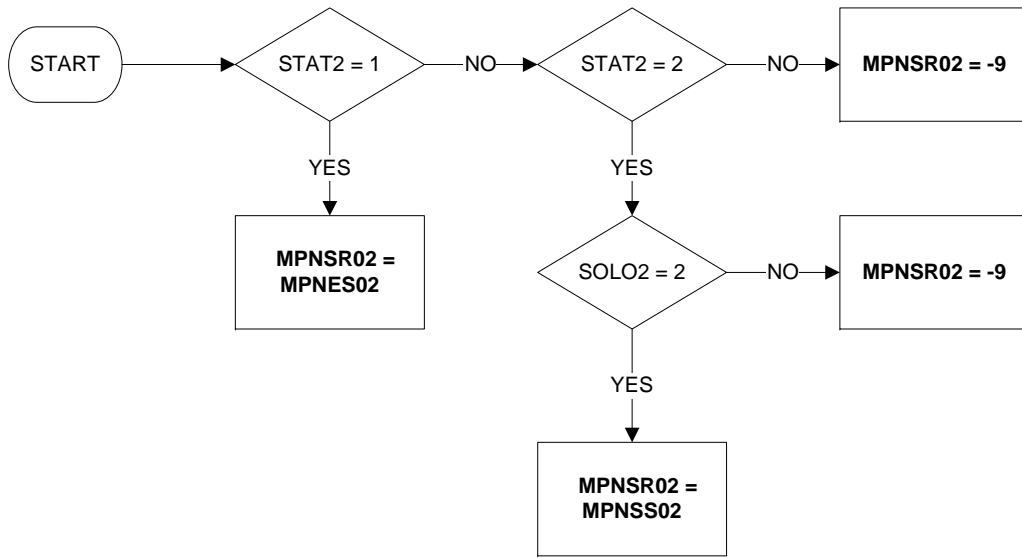 START
STAT2 = 1
NO
STAT2 = 2
NO
MPNSR02 = -9
YES
YES
MPNSR02 =
MPNES02
SOLO2 = 2
NO
MPNSR02 = -9
YES
MPNSR02 =
MPNSS02